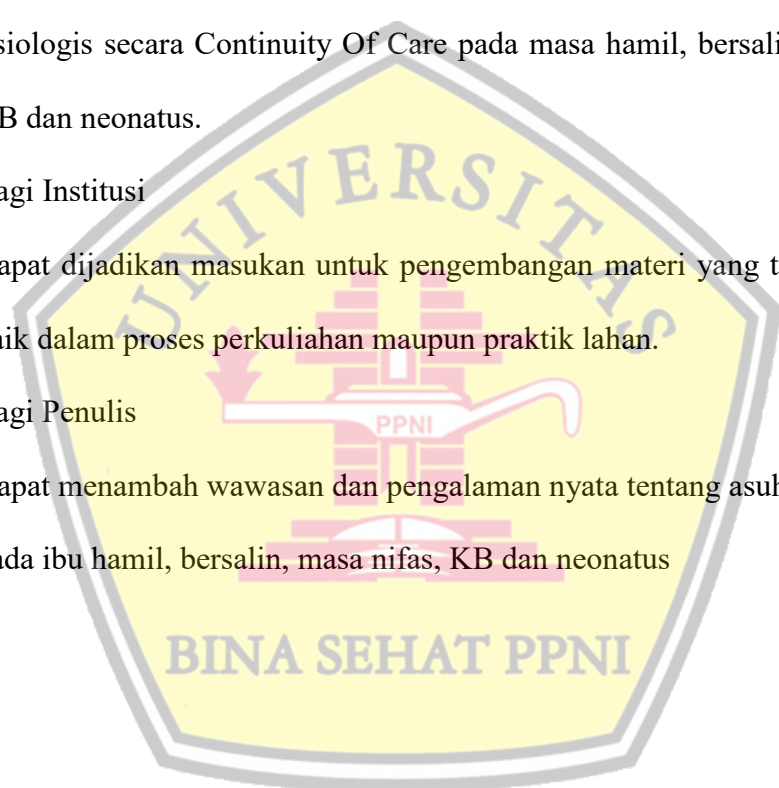 siologis secara Continuity Of Care pada masa hamil, bersali
B dan neonatus.
agi Institusi
apat dijadikan masukan untuk pengembangan materi yang t
aik dalam proses perkuliahan maupun praktik lahan.
agi Penulis
apat menambah wawasan dan pengalaman nyata tentang asuh
ada ibu hamil, bersalin, masa nifas, KB dan neonatus
UNIVERSITAS
PPNI
BINA SEHAT PPNI